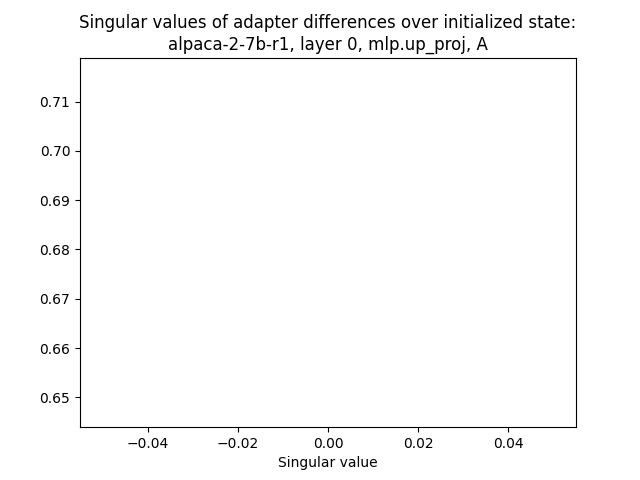 Singular values of adapter differences over initialized state:
alpaca-2-7b-r1, layer 0, mlp.up_proj, A
0.71
0.70
0.69
0.68
0.67
0.66
0.65
−0.04 −0.02 0.00 0.02 0.04
Singular value